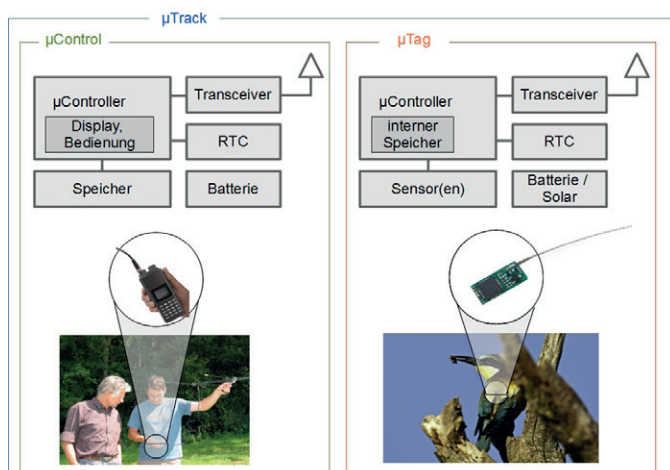 µTrack
µControl
µController
Display,
Bedienung
Transceiver
RTC
Speicher
Batterie
µTag
µController
interner
Speicher
Transceiver
RTC
Sensor(en)
Batterie /
Solar